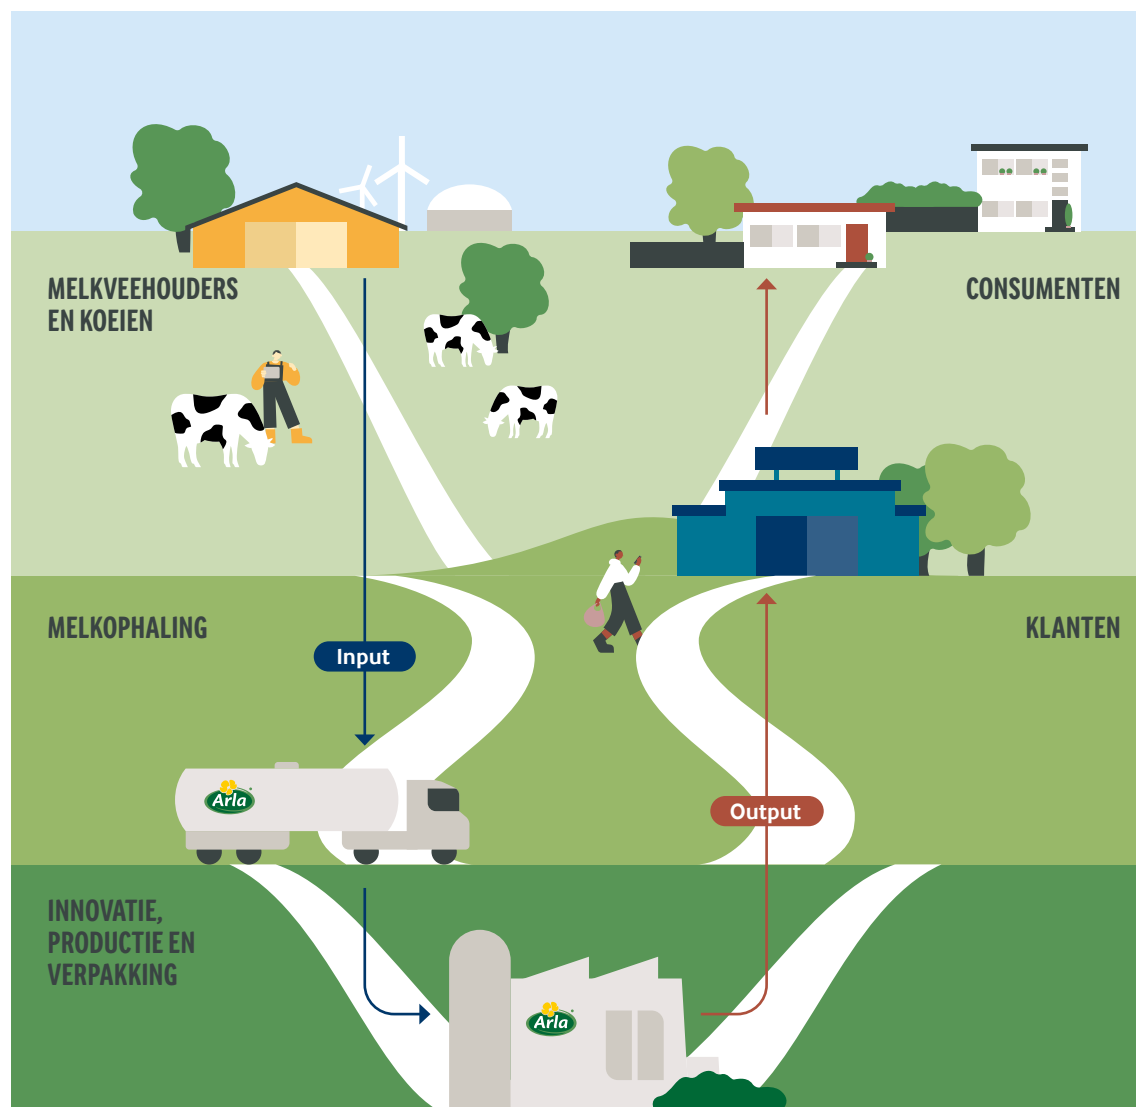 MELKVEEHOUDERS
EN KOEIEN
CONSUMENTEN
MELKOPHALING
KLANTEN
Input
Arla
Output
INNOVATIE,
PRODUCTIE EN
VERPAKKING
Arla